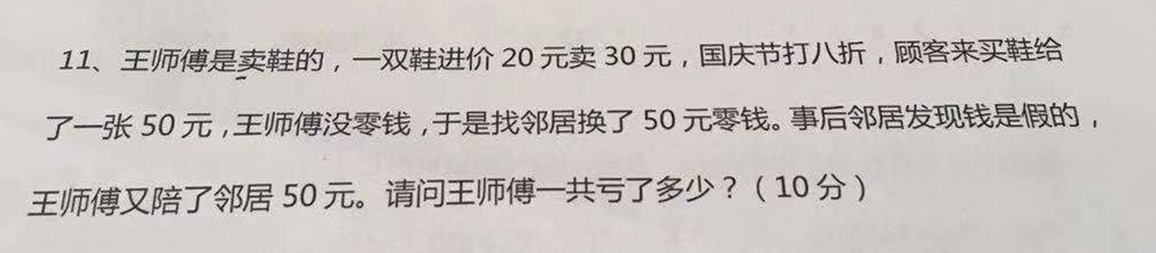 11、王师傅是卖鞋的，一双鞋进价 20 元卖 30 元，国庆节打八折，顾客来买鞋给
了一张 50 元，王师傅没零钱，于是找邻居换了 50 元零钱。事后邻居发现钱是假的，
王师傅又陪了邻居 50 元。请问王师傅一共亏了多少？（10 分）